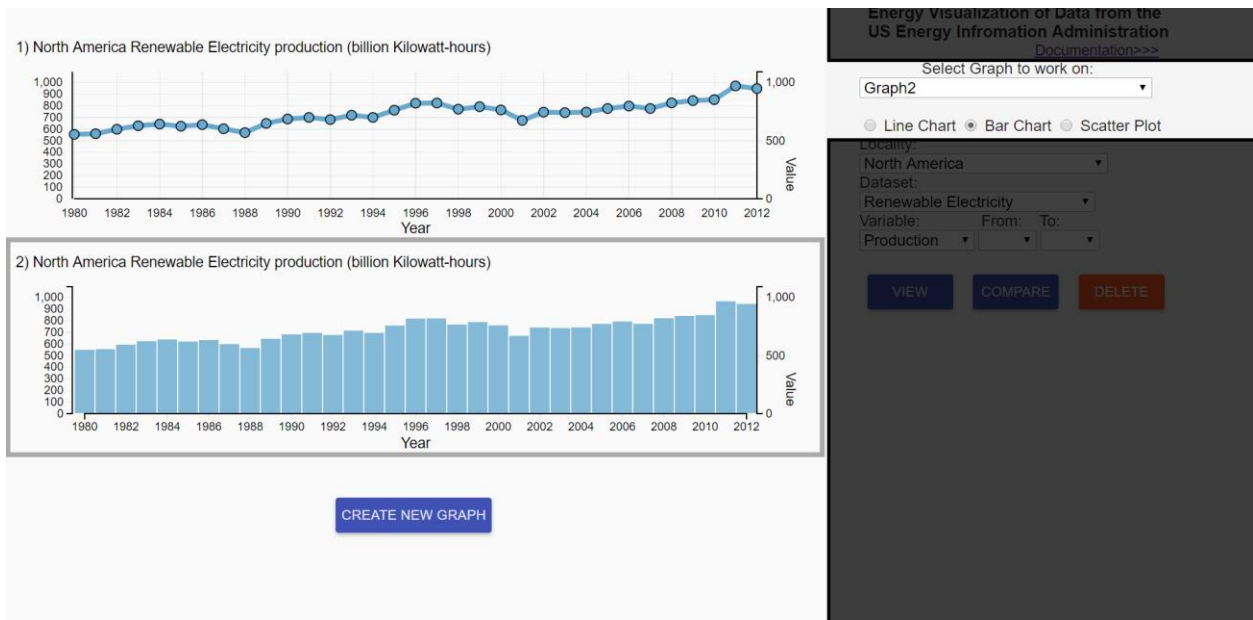 1) North America Renewable Electricity production (billion Kilowatt-hours)
1,000
900
800
700
600
500
400
300
200
100
0
1,000
500
0
Value
1980 1982 1984 1986 1988 1990 1992 1994 1996 1998 2000 2002 2004 2006 2008 2010 2012
Year
2) North America Renewable Electricity production (billion Kilowatt-hours)
1,000
900
800
700
600
500
400
300
200
100
0
1,000
500
0
Value
1980 1982 1984 1986 1988 1990 1992 1994 1996 1998 2000 2002 2004 2006 2008 2010 2012
Year
CREATE NEW GRAPH
Energy Visualization of Data from the
US Energy Infromation Administration
Documentation>>>
Select Graph to work on:
Graph2
Line Chart Bar Chart Scatter Plot
Locality:
North America
Dataset:
Renewable Electricity
Variable: From: To:
Production
VIEW COMPARE DELETE